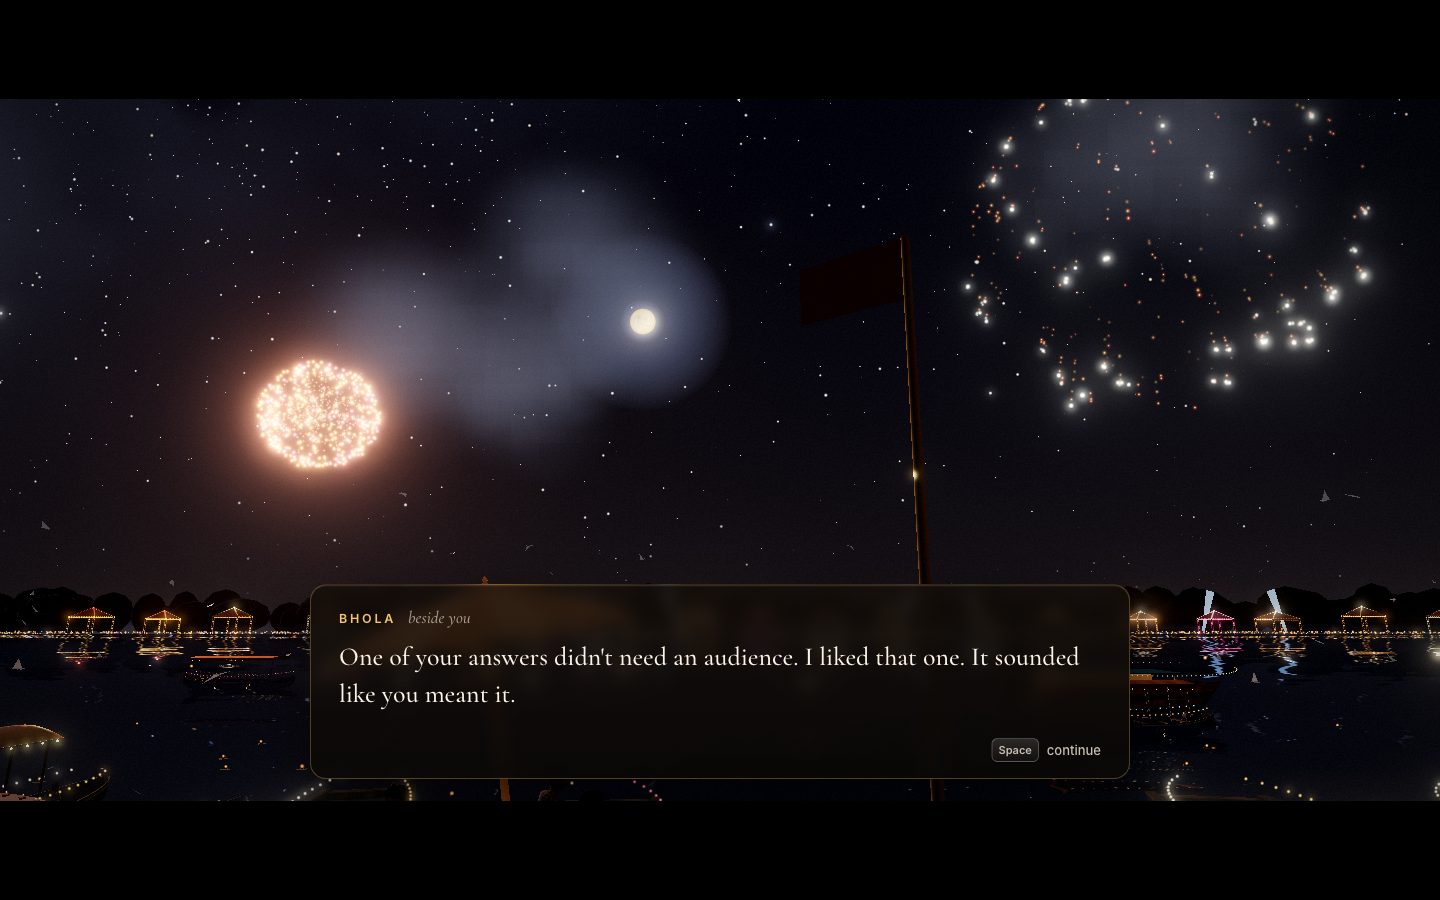 BHOLA beside you
One of your answers didn't need an audience. I liked that one. It sounded
like you meant it.
Space continue